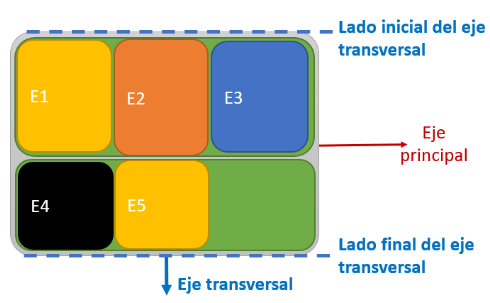 Lado inicial del eje
transversal
E1
E2
E3
Eje
principal
E4
E5
Lado final del eje
transversal
Eje transversal